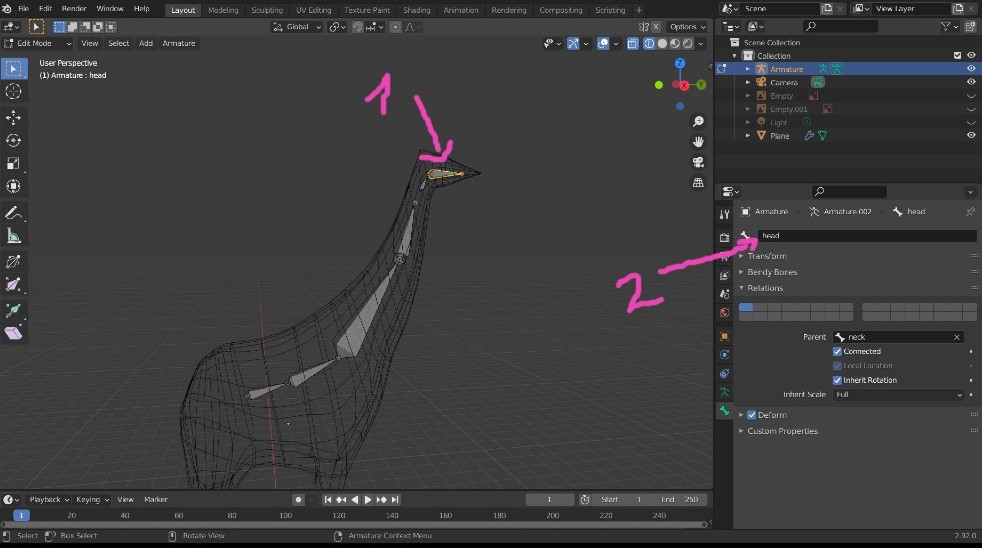 File Edit Render Window Help Layout Modeling Sculpting UV Editing Texture Paint Shading Animation Rendering Compositing Scripting + Scene View Layer
Global Options
Edit Mode View Select Add Armature
User Perspective
(1) Armature : head
1
2
X Y Z
Scene Collection
Collection
Armature
Camera
Empty
Empty.001
Light
Plane
Armature Armature.002 head
head
Transform
Bendy Bones
Relations
Parent neck
Connected
Local Location
Inherit Rotation
Inherit Scale Full
Deform
Custom Properties
Playback Keying View Marker 1 Start 1 End 250
1 20 40 60 80 100 120 140 160 180 200 220 240
Select Box Select Rotate View Armature Context Menu 2.92.0